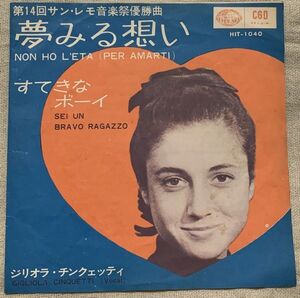 第14回サン・レモ音楽祭優勝曲
夢みる想い
NON HO L'ETA (PER AMARTI)
CGD
HIT-1040
すてきな
ボーイ
SEI UN
BRAVO RAGAZZO
ジリオラ・チンクェッティ
GIGLIOLA CINQUETTI (Vocal)